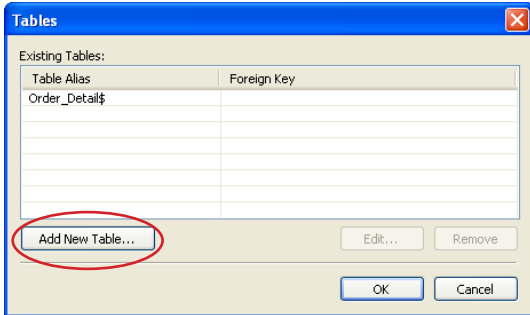 Tables
Existing Tables:
Table Alias Foreign Key
Order_Detail$
Add New Table... Edit... Remove
OK Cancel